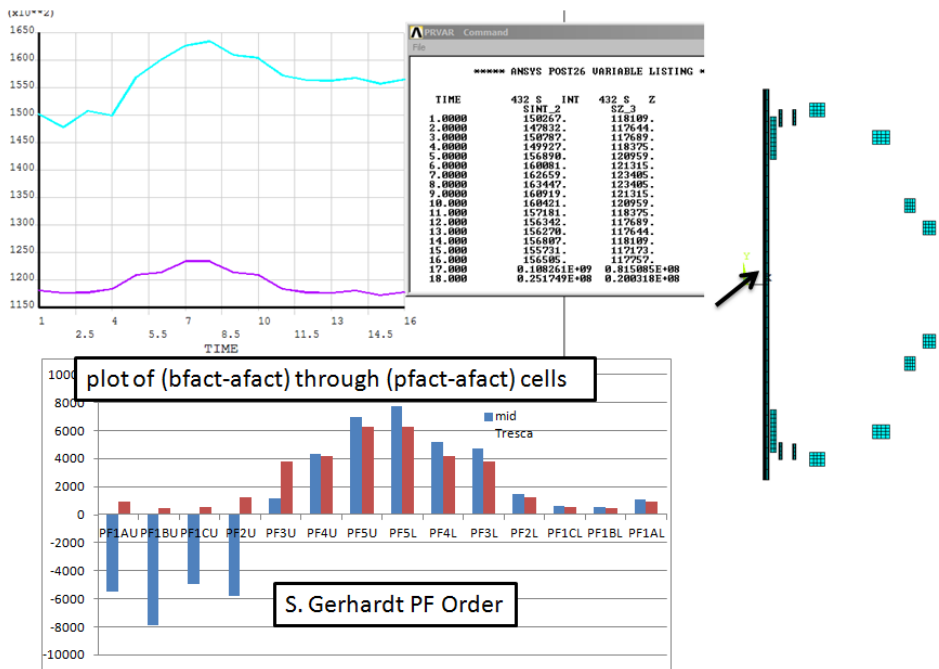 (x10**2)
1650
1600
1550
1500
1450
1400
1350
1300
1250
1200
1150
1
2.5
4
5.5
7
8.5
10
11.5
13
14.5
16
TIME
PRVAR Command
File
***** ANSYS POST26 VARIABLE LISTING *
TIME 432 S INT 432 S Z
SINT_2 SZ_3
1.0000 150267. 118109.
2.0000 147832. 117644.
3.0000 150787. 117689.
4.0000 149927. 118375.
5.0000 156890. 120959.
6.0000 160081. 121315.
7.0000 162659. 123405.
8.0000 163447. 123405.
9.0000 160919. 121315.
10.000 160421. 120959.
11.000 157181. 118375.
12.000 156342. 117689.
13.000 156270. 117644.
14.000 156807. 118109.
15.000 155731. 117173.
16.000 156505. 117757.
17.000 0.108261E+09 0.815085E+08
18.000 0.251749E+08 0.200318E+08
Y
plot of (bfact-afact) through (pfact-afact) cells
8000
6000
4000
2000
0
-2000
-4000
-6000
-8000
-10000
mid
Tresca
PF1AU PF1BU PF1CU PF2U PF3U PF4U PF5U PF5L PF4L PF3L PF2L PF1CL PF1BL PF1AL
S. Gerhardt PF Order